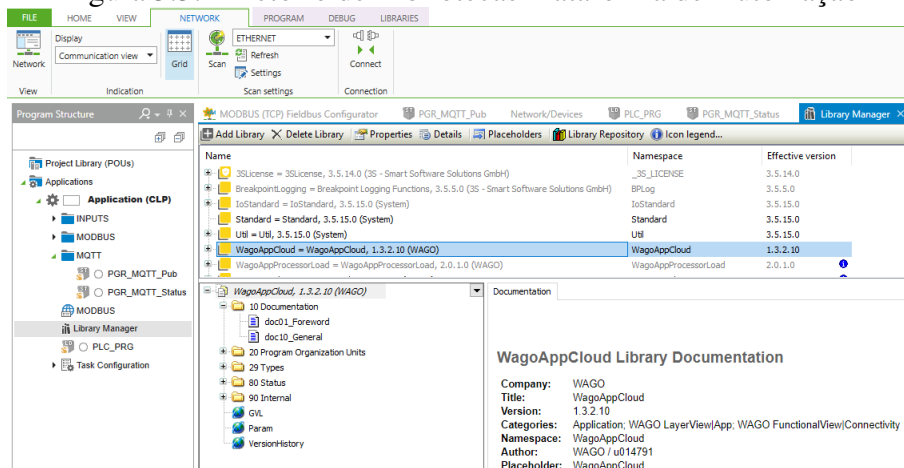 FILE HOME VIEW NETWORK PROGRAM DEBUG LIBRARIES
Display
Communication view
Network
Grid
Scan
ETHERNET
Refresh
Settings
Connect
View Indication Scan settings Connection
Program Structure
MODBUS (TCP) Fieldbus Configurator PGR_MQTT_Pub Network/Devices PLC_PRG PGR_MQTT_Status Library Manager
Add Library Delete Library Properties Details Placeholders Library Repository Icon legend...
Project Library (POUs)
Applications
Application (CLP)
INPUTS
MODBUS
MQTT
PGR_MQTT_Pub
PGR_MQTT_Status
MODBUS
Library Manager
PLC_PRG
Task Configuration
Name Namespace Effective version
3SLicense = 3SLicense, 3.5.14.0 (3S - Smart Software Solutions GmbH) _3S_LICENSE 3.5.14.0
BreakpointLogging = Breakpoint Logging Functions, 3.5.5.0 (3S - Smart Software Solutions GmbH) BPLog 3.5.5.0
IoStandard = IoStandard, 3.5.15.0 (System) IoStandard 3.5.15.0
Standard = Standard, 3.5.15.0 (System) Standard 3.5.15.0
Util = Util, 3.5.15.0 (System) Util 3.5.15.0
WagoAppCloud = WagoAppCloud, 1.3.2.10 (WAGO) WagoAppCloud 1.3.2.10
WagoAppProcessorLoad = WagoAppProcessorLoad, 2.0.1.0 (WAGO) WagoAppProcessorLoad 2.0.1.0
WagoAppCloud, 1.3.2.10 (WAGO)
10 Documentation
doc01_Foreword
doc10_General
20 Program Organization Units
29 Types
80 Status
90 Internal
GVL
Param
VersionHistory
Documentation
WagoAppCloud Library Documentation
Company: WAGO
Title: WagoAppCloud
Version: 1.3.2.10
Categories: Application; WAGO LayerView|App; WAGO FunctionalView|Connectivity
Namespace: WagoAppCloud
Author: WAGO / u014791
Placeholder: WagoAppCloud